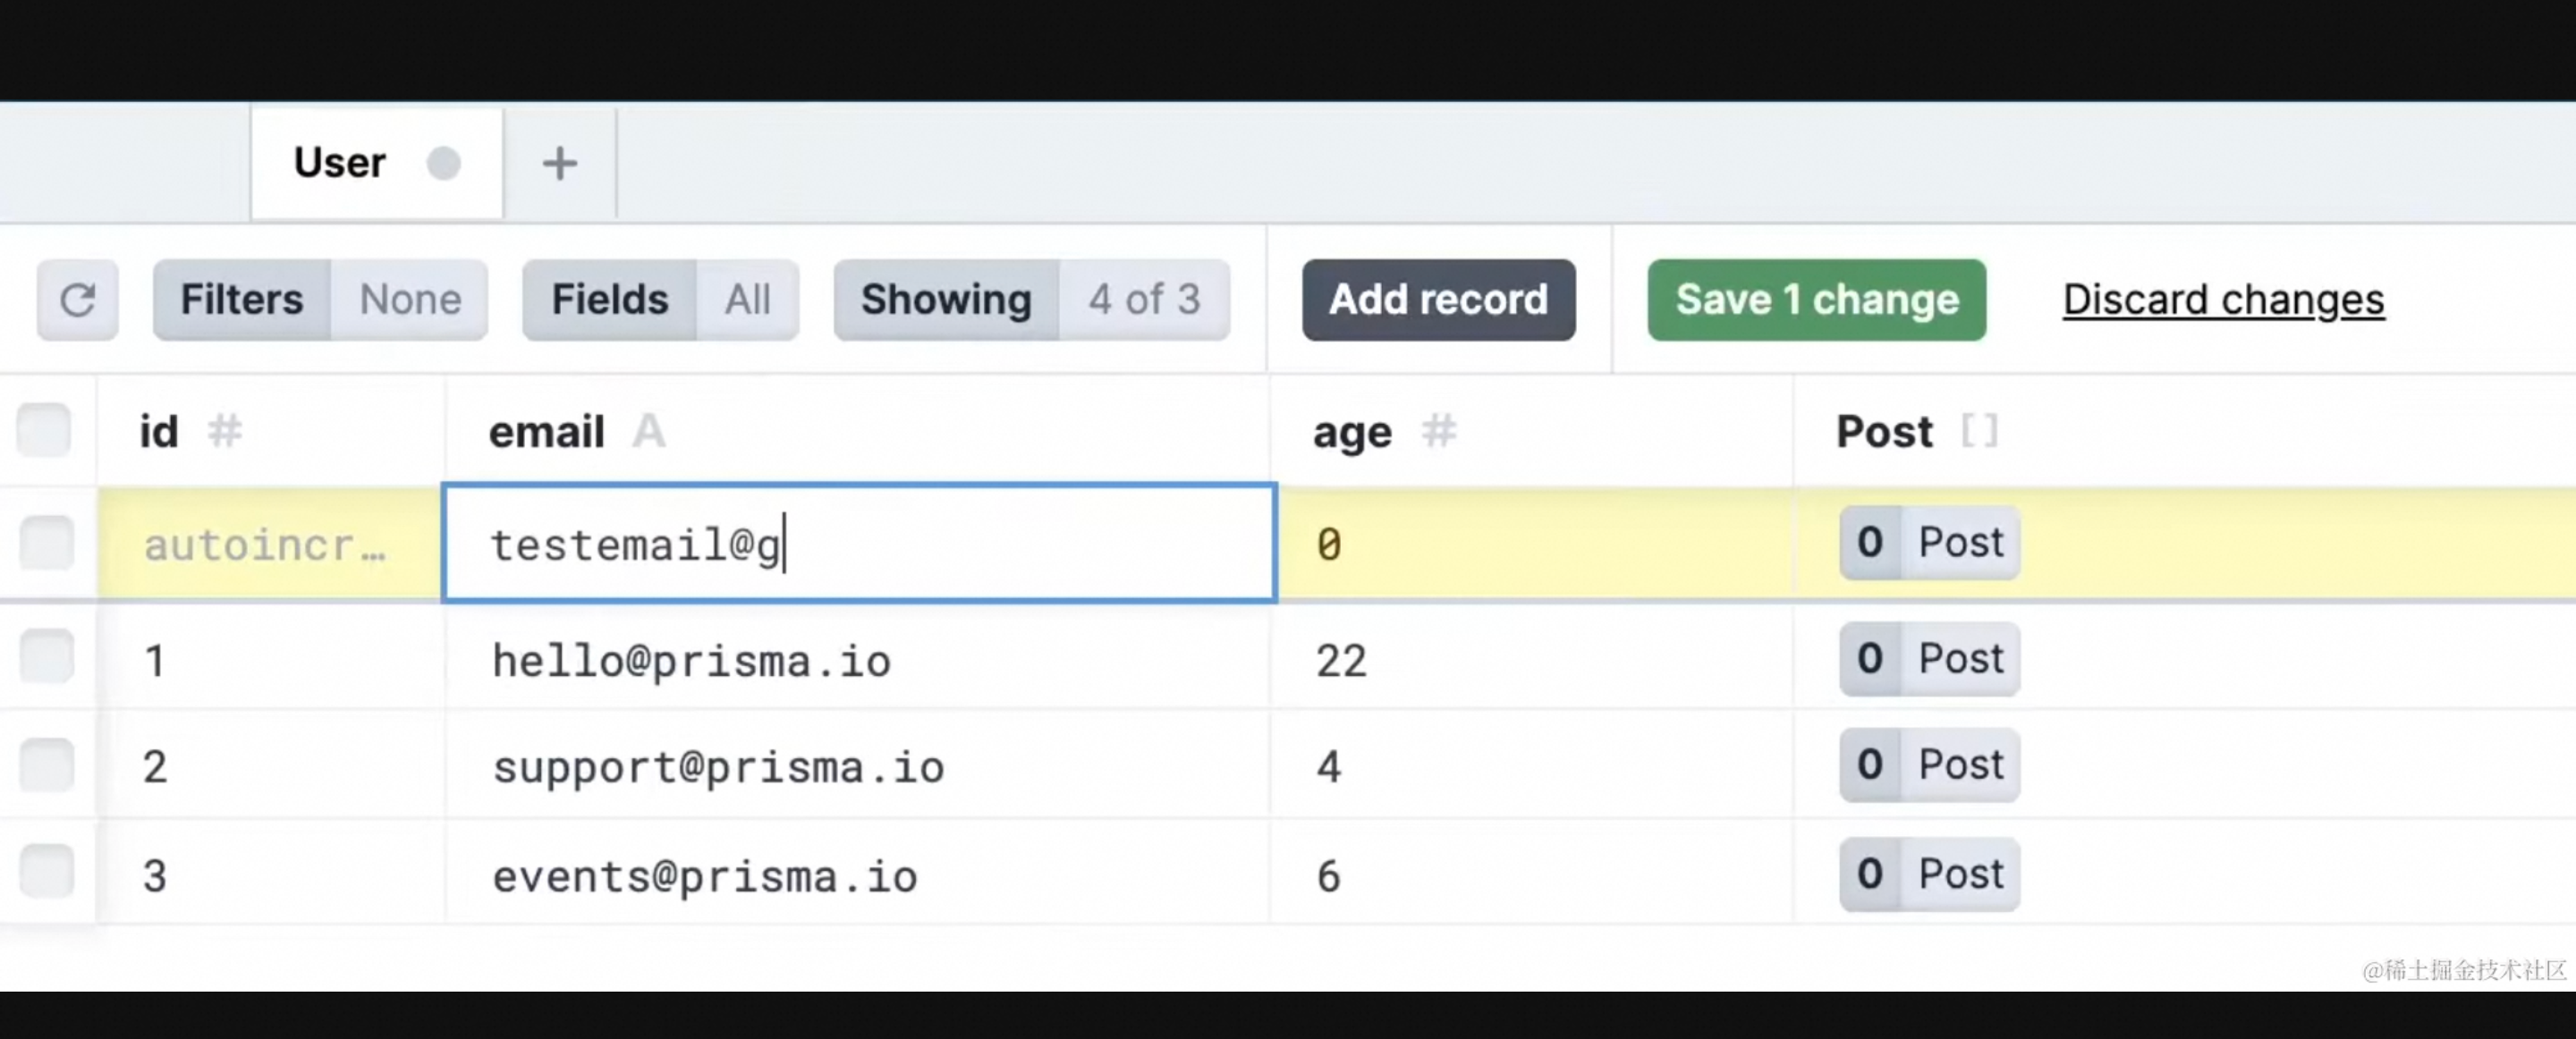 User +
Filters None Fields All Showing 4 of 3 Add record Save 1 change Discard changes
id # email A age # Post []
autoincr… testemail@g 0 0 Post
1 hello@prisma.io 22 0 Post
2 support@prisma.io 4 0 Post
3 events@prisma.io 6 0 Post
@稀土掘金技术社区